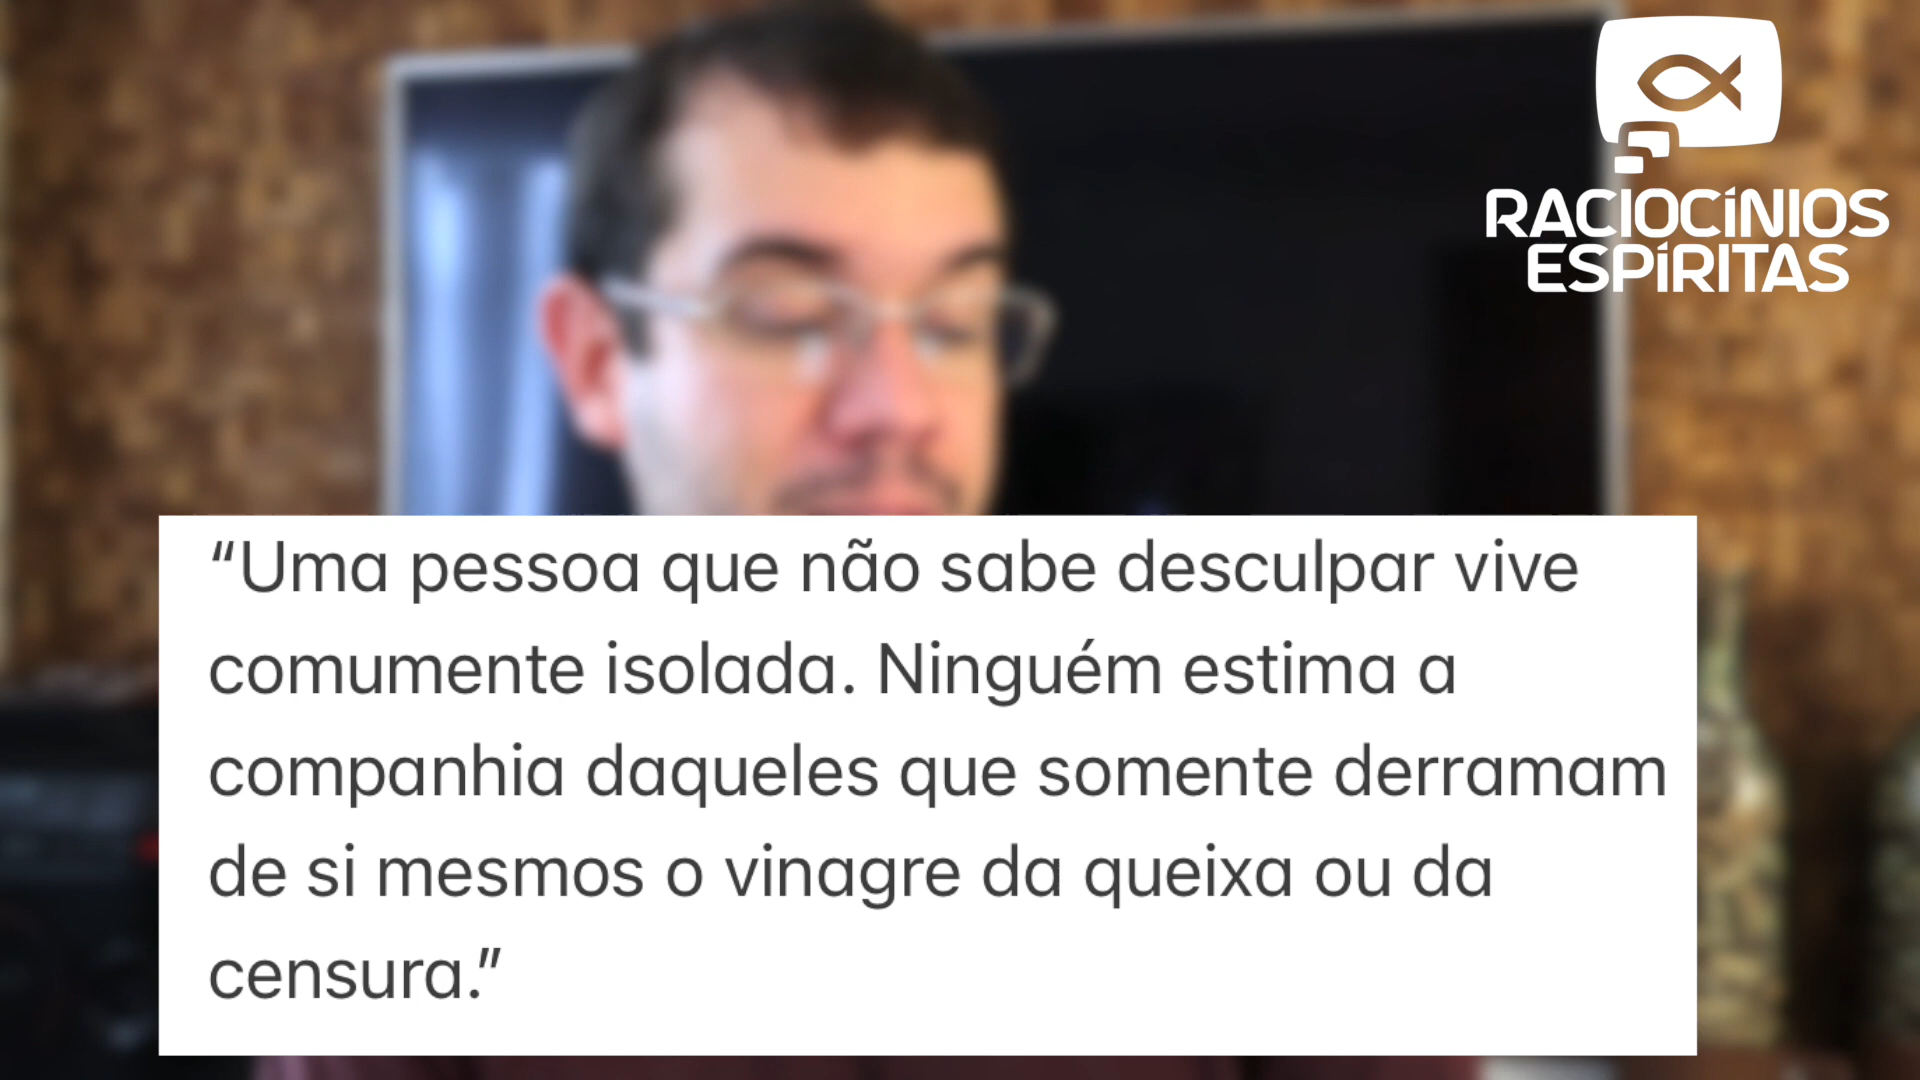 RACIOCÍNIOS
ESPÍRITAS
“Uma pessoa que não sabe desculpar vive
comumente isolada. Ninguém estima a
companhia daqueles que somente derramam
de si mesmos o vinagre da queixa ou da
censura.”